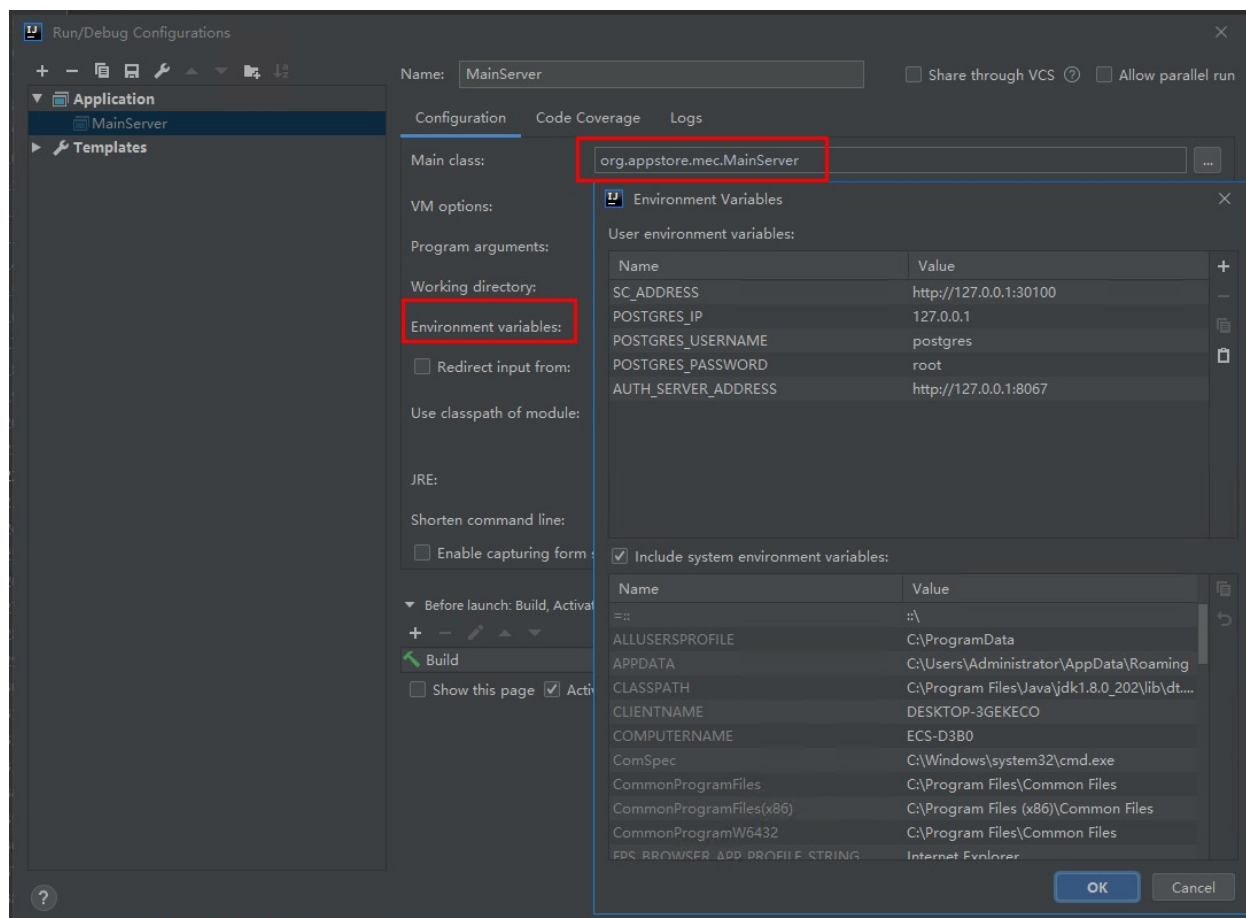 Run/Debug Configurations
Name: MainServer
Share through VCS
Allow parallel run
Application
MainServer
Templates
Configuration Code Coverage Logs
Main class: org.appstore.mec.MainServer ...
VM options:
Program arguments:
Working directory:
Environment variables:
Redirect input from:
Use classpath of module:
JRE:
Shorten command line:
Enable capturing form
Before launch: Build, Activat
Build
Show this page
Environment Variables
User environment variables:
Name Value
SC_ADDRESS http://127.0.0.1:30100
POSTGRES_IP 127.0.0.1
POSTGRES_USERNAME postgres
POSTGRES_PASSWORD root
AUTH_SERVER_ADDRESS http://127.0.0.1:8067
Include system environment variables:
Name Value
=:: ::\
ALLUSERSPROFILE C:\ProgramData
APPDATA C:\Users\Administrator\AppData\Roaming
CLASSPATH C:\Program Files\Java\jdk1.8.0_202\lib\dt....
CLIENTNAME DESKTOP-3GEKECO
COMPUTERNAME ECS-D3B0
ComSpec C:\Windows\system32\cmd.exe
CommonProgramFiles C:\Program Files\Common Files
CommonProgramFiles(x86) C:\Program Files (x86)\Common Files
CommonProgramW6432 C:\Program Files\Common Files
FPS_BROWSER_APP_PROFILE_STRING Internet Explorer
OK Cancel
?